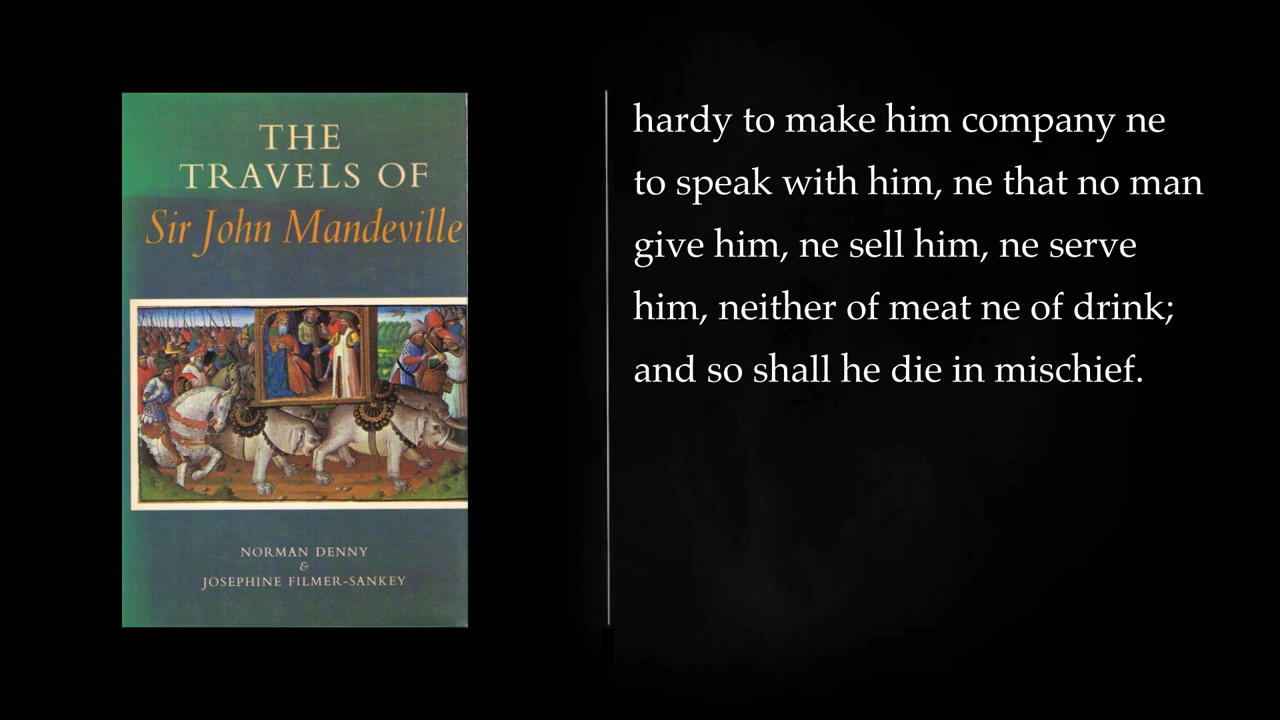 THE
TRAVELS OF
Sir John Mandeville
NORMAN DENNY
&
JOSEPHINE FILMER-SANKEY
hardy to make him company ne
to speak with him, ne that no man
give him, ne sell him, ne serve
him, neither of meat ne of drink;
and so shall he die in mischief.